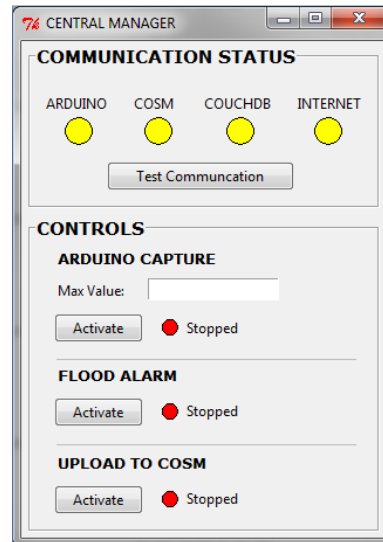 CENTRAL MANAGER
COMMUNICATION STATUS
ARDUINO COSM COUCHDB INTERNET
Test Communcation
CONTROLS
ARDUINO CAPTURE
Max Value:
Activate Stopped
FLOOD ALARM
Activate Stopped
UPLOAD TO COSM
Activate Stopped